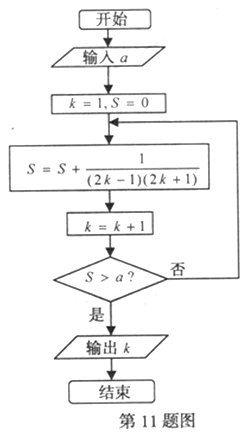 开始
输入 a
k = 1, S = 0
S = S + \frac{1}{(2k-1)(2k+1)}
k = k + 1
S > a ?
否
是
输出 k
结束
第 11 题图